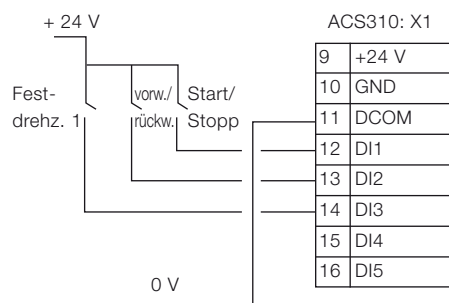 + 24 V
ACS310: X1
9 +24 V
10 GND
11 DCOM
12 DI1
13 DI2
14 DI3
15 DI4
16 DI5
Fest-
drehz. 1
vorw./
rückw.
Start/
Stopp
0 V